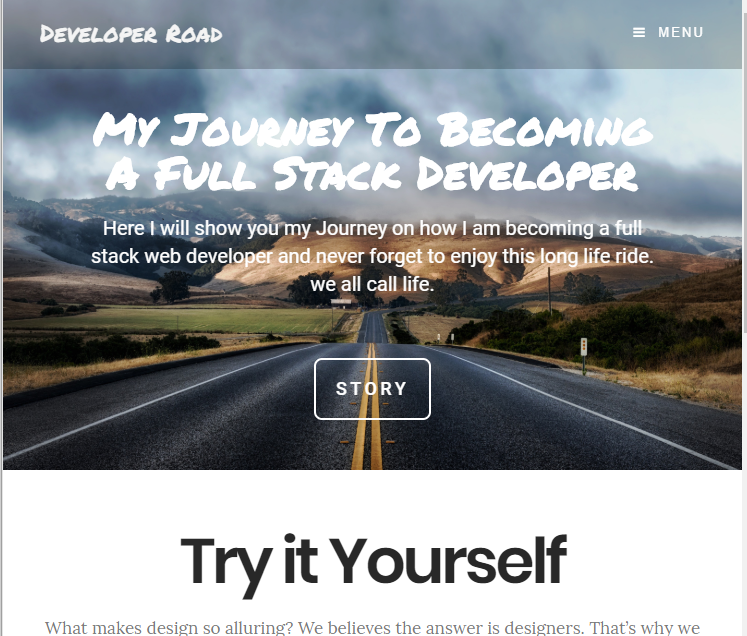 Developer Road
MENU
My Journey To Becoming
A Full Stack Developer
Here I will show you my Journey on how I am becoming a full
stack web developer and never forget to enjoy this long life ride.
we all call life.
STORY
Try it Yourself
What makes design so alluring? We believes the answer is designers. That's why we